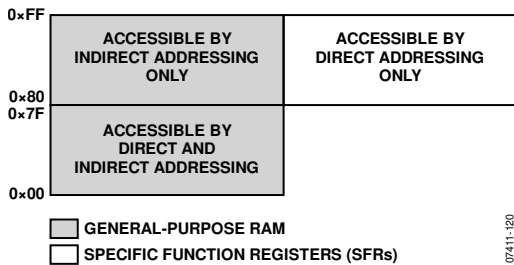 0×FF
ACCESSIBLE BY
INDIRECT ADDRESSING
ONLY
ACCESSIBLE BY
DIRECT ADDRESSING
ONLY
0×80
0×7F
ACCESSIBLE BY
DIRECT AND
INDIRECT ADDRESSING
0×00
GENERAL-PURPOSE RAM
SPECIFIC FUNCTION REGISTERS (SFRs)
07411-120